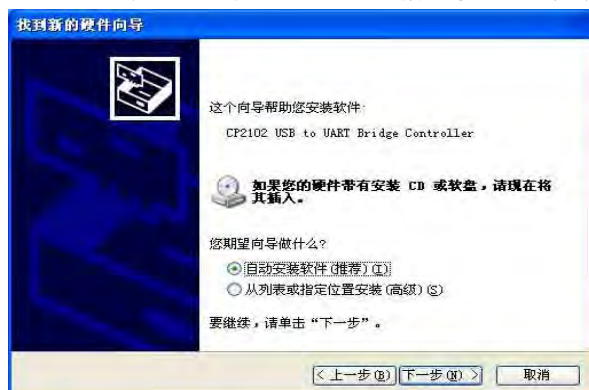 找到新的硬件向导
这个向导帮助您安装软件:
CP2102 USB to UART Bridge Controller
如果您的硬件带有安装 CD 或软盘，请现在将
其插入。
您期望向导做什么?
自动安装软件(推荐)(I)
从列表或指定位置安装(高级)(S)
要继续，请单击“下一步”。
< 上一步(B) 下一步(N) > 取消